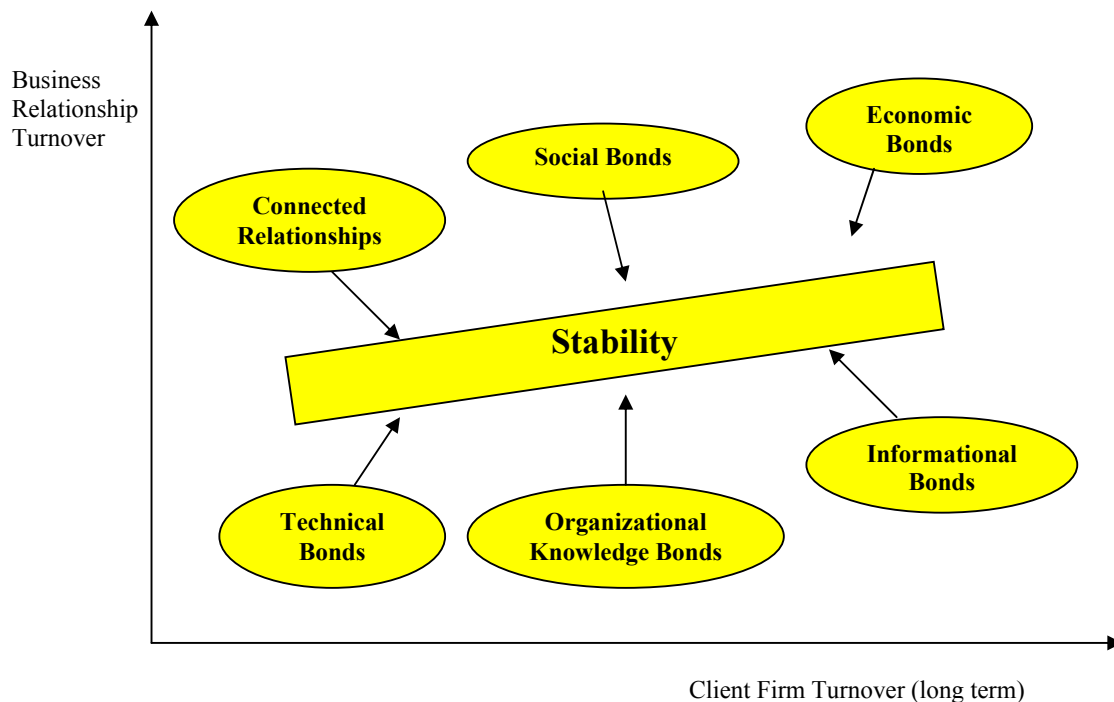 Business
Relationship
Turnover
Economic
Bonds
Social Bonds
Connected
Relationships
Stability
Informational
Bonds
Technical
Bonds
Organizational
Knowledge Bonds
Client Firm Turnover (long term)